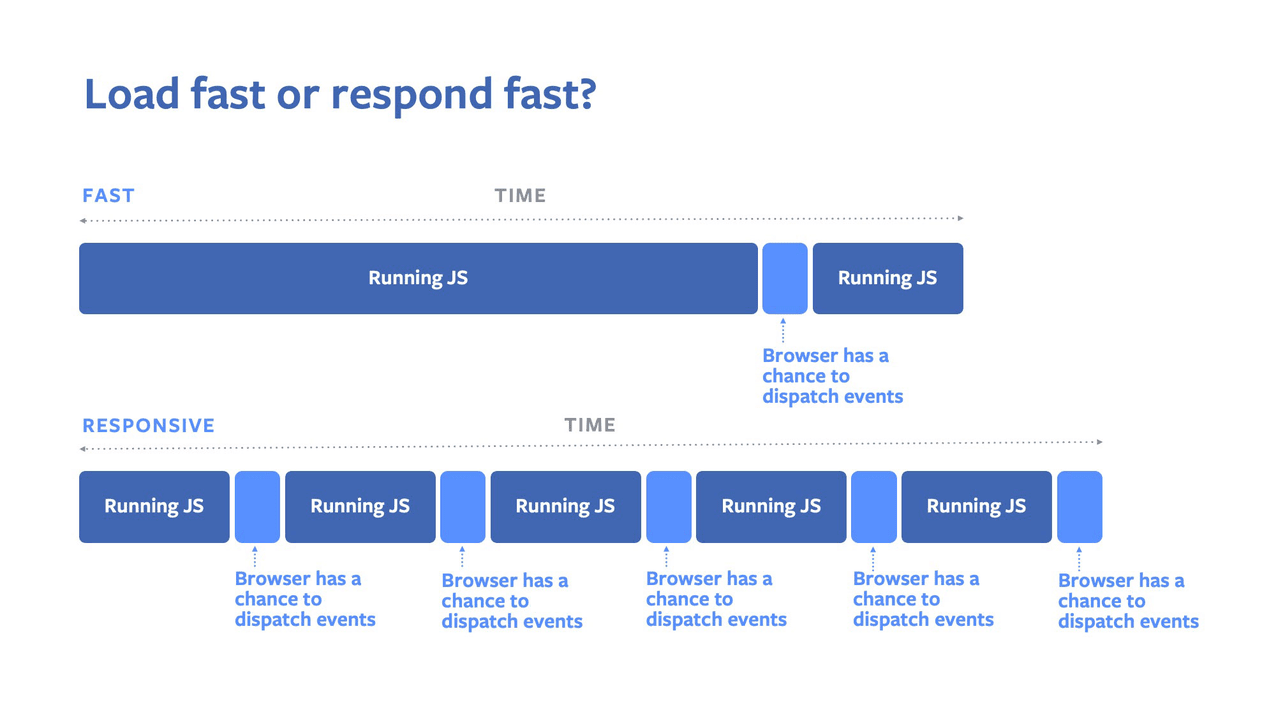 Load fast or respond fast?
FAST
TIME
Running JS
Running JS
Browser has a
chance to
dispatch events
RESPONSIVE
TIME
Running JS
Running JS
Running JS
Running JS
Running JS
Browser has a
chance to
dispatch events
Browser has a
chance to
dispatch events
Browser has a
chance to
dispatch events
Browser has a
chance to
dispatch events
Browser has a
chance to
dispatch events